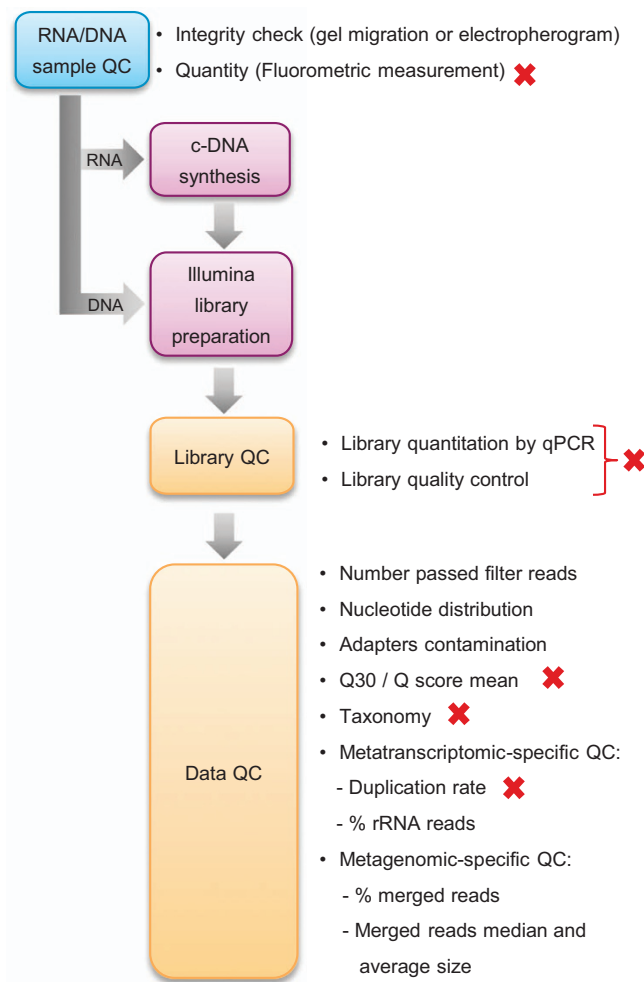 RNA/DNA
sample QC
• Integrity check (gel migration or electropherogram)
• Quantity (Fluorometric measurement)
RNA
c-DNA
synthesis
DNA
Illumina
library
preparation
Library QC
• Library quantitation by qPCR
• Library quality control
Data QC
• Number passed filter reads
• Nucleotide distribution
• Adapters contamination
• Q30 / Q score mean
• Taxonomy
• Metatranscriptomic-specific QC:
- Duplication rate
- % rRNA reads
• Metagenomic-specific QC:
- % merged reads
- Merged reads median and
average size